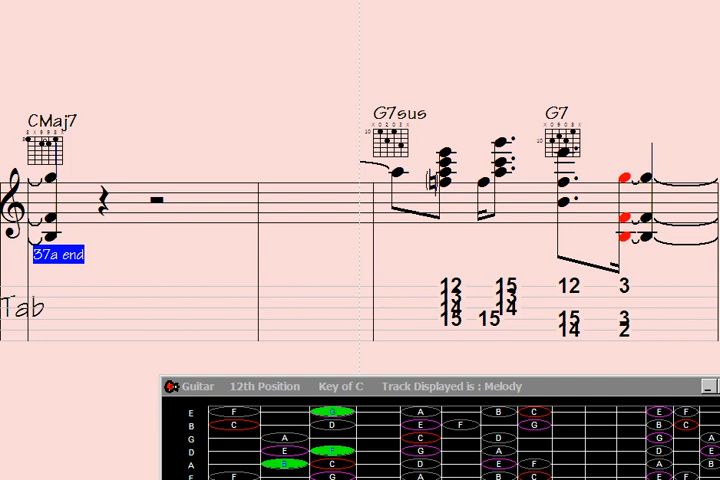 CMaj7 G7sus G7
37a end
Tab
12 15 12 3
13 13
14 14
15 15 15 3
14 2
Guitar 12th Position Key of C Track Displayed is : Melody
E F G A B C E F
B C D E F G B C
G A C D G A
D E F G A D E
A B C D E F A B
E F G A C